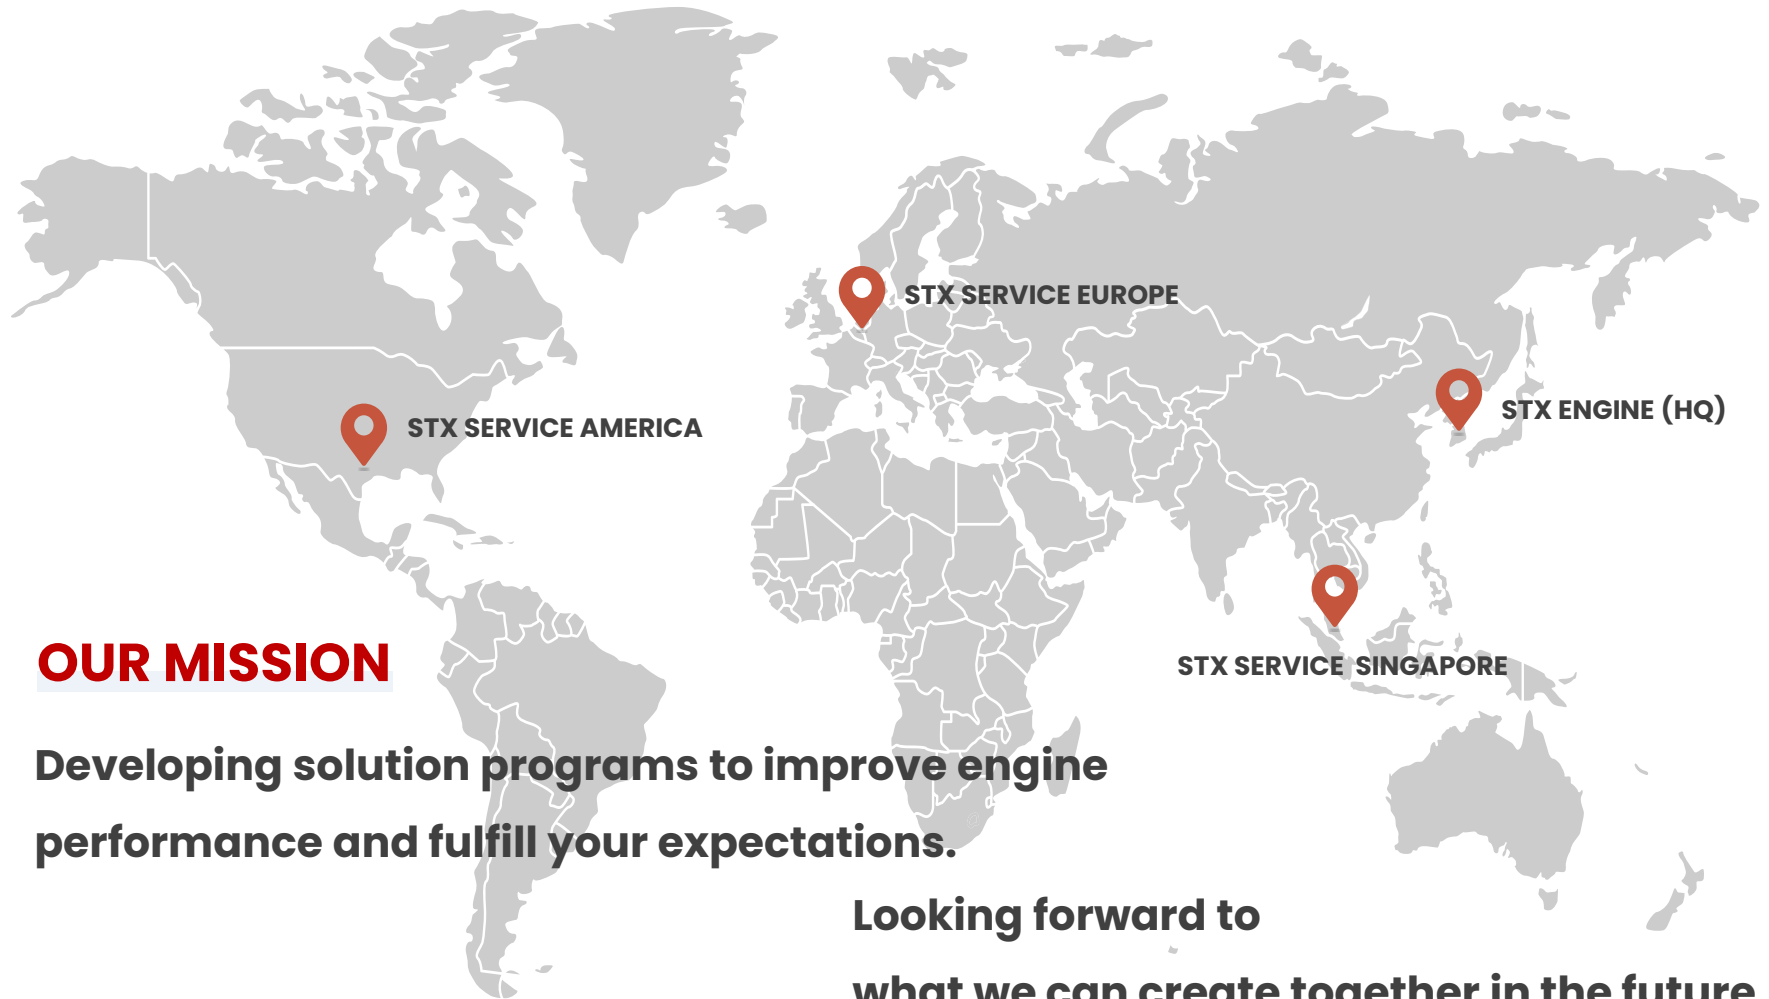 STX SERVICE EUROPE
STX ENGINE (HQ)
STX SERVICE AMERICA
STX SERVICE SINGAPORE
OUR MISSION
Developing solution programs to improve engine
performance and fulfill your expectations.
Looking forward to
what we can create together in the future